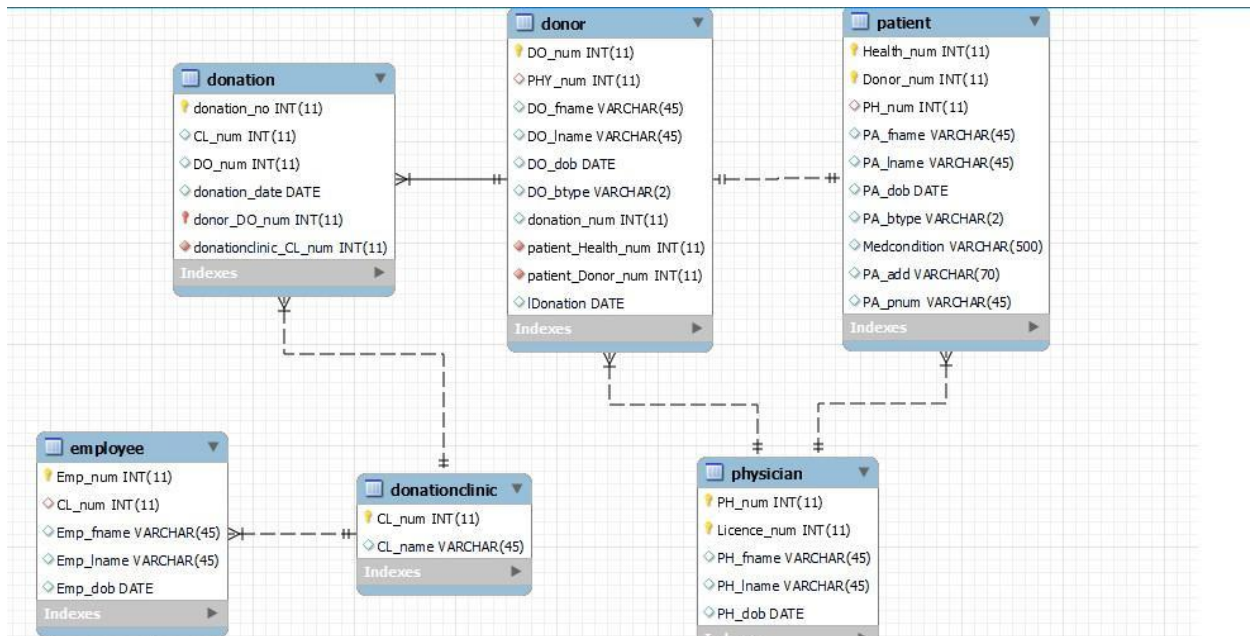 donor
DO_num INT(11)
PHY_num INT(11)
DO_fname VARCHAR(45)
DO_lname VARCHAR(45)
DO_dob DATE
DO_btype VARCHAR(2)
donation_num INT(11)
patient_Health_num INT(11)
patient_Donor_num INT(11)
lDonation DATE
Indexes
patient
Health_num INT(11)
Donor_num INT(11)
PH_num INT(11)
PA_fname VARCHAR(45)
PA_lname VARCHAR(45)
PA_dob DATE
PA_btype VARCHAR(2)
Medcondition VARCHAR(500)
PA_add VARCHAR(70)
PA_pnum VARCHAR(45)
Indexes
donation
donation_no INT(11)
CL_num INT(11)
DO_num INT(11)
donation_date DATE
donor_DO_num INT(11)
donationclinic_CL_num INT(11)
Indexes
employee
Emp_num INT(11)
CL_num INT(11)
Emp_fname VARCHAR(45)
Emp_lname VARCHAR(45)
Emp_dob DATE
Indexes
donationclinic
CL_num INT(11)
CL_name VARCHAR(45)
Indexes
physician
PH_num INT(11)
Licence_num INT(11)
PH_fname VARCHAR(45)
PH_lname VARCHAR(45)
PH_dob DATE